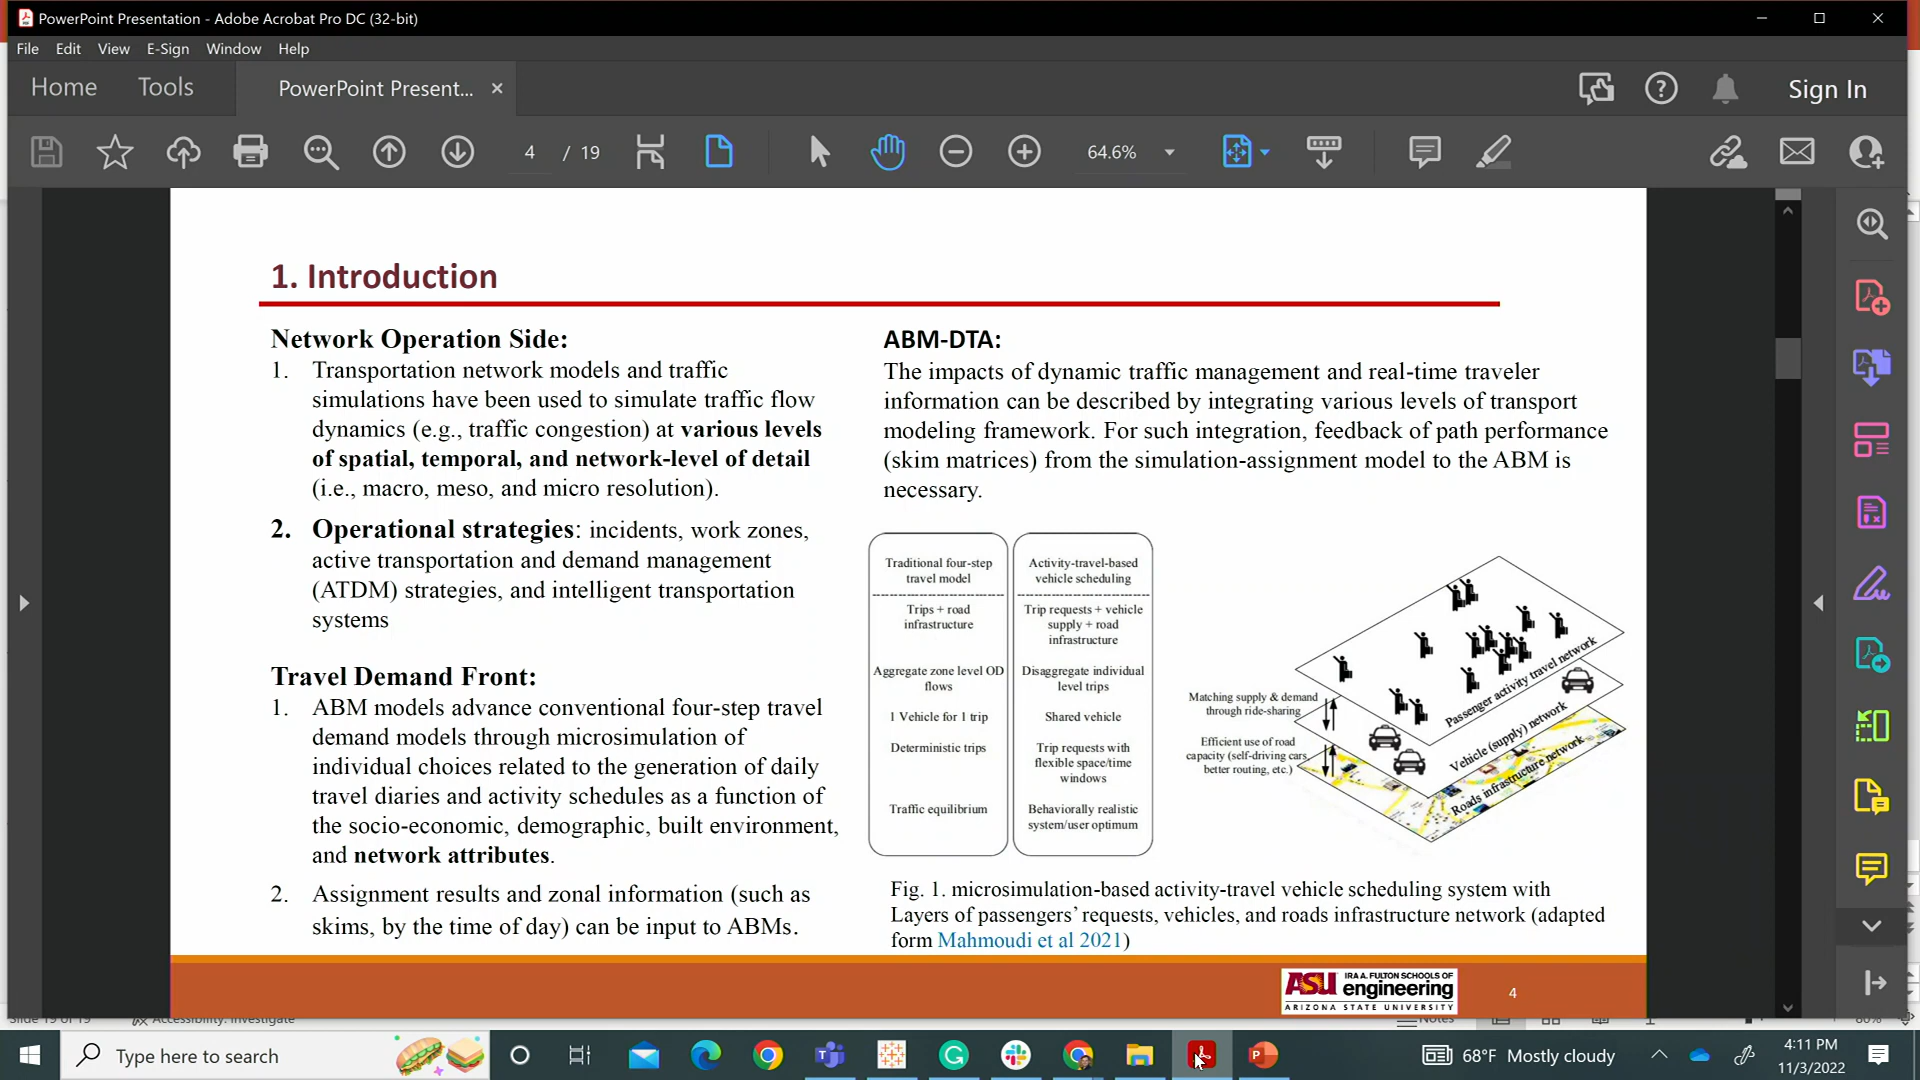 PowerPoint Presentation - Adobe Acrobat Pro DC (32-bit)
File Edit View E-Sign Window Help
Home Tools PowerPoint Present... × Sign In
4 / 19 64.6%
1. Introduction
Network Operation Side:
1. Transportation network models and traffic
simulations have been used to simulate traffic flow
dynamics (e.g., traffic congestion) at various levels
of spatial, temporal, and network-level of detail
(i.e., macro, meso, and micro resolution).
2. Operational strategies: incidents, work zones,
active transportation and demand management
(ATDM) strategies, and intelligent transportation
systems
Travel Demand Front:
1. ABM models advance conventional four-step travel
demand models through microsimulation of
individual choices related to the generation of daily
travel diaries and activity schedules as a function of
the socio-economic, demographic, built environment,
and network attributes.
2. Assignment results and zonal information (such as
skims, by the time of day) can be input to ABMs.
ABM-DTA:
The impacts of dynamic traffic management and real-time traveler
information can be described by integrating various levels of transport
modeling framework. For such integration, feedback of path performance
(skim matrices) from the simulation-assignment model to the ABM is
necessary.
Traditional four-step
travel model
Trips + road
infrastructure
Aggregate zone level OD
flows
1 Vehicle for 1 trip
Deterministic trips
Traffic equilibrium
Activity-travel-based
vehicle scheduling
Trip requests + vehicle
supply + road
infrastructure
Disaggregate individual
level trips
Shared vehicle
Trip requests with
flexible space/time
windows
Behaviorally realistic
system/user optimum
Matching supply & demand
through ride-sharing
Efficient use of road
capacity (self-driving cars,
better routing, etc.)
Passenger activity travel network
Vehicle (supply) network
Roads infrastructure network
Fig. 1. microsimulation-based activity-travel vehicle scheduling system with
Layers of passengers' requests, vehicles, and roads infrastructure network (adapted
form Mahmoudi et al 2021)
ASU IRA A. FULTON SCHOOLS OF
engineering
ARIZONA STATE UNIVERSITY
4
Slide 19 of 19 Accessibility: Investigate Notes 80%
Type here to search
68°F Mostly cloudy
4:11 PM
11/3/2022